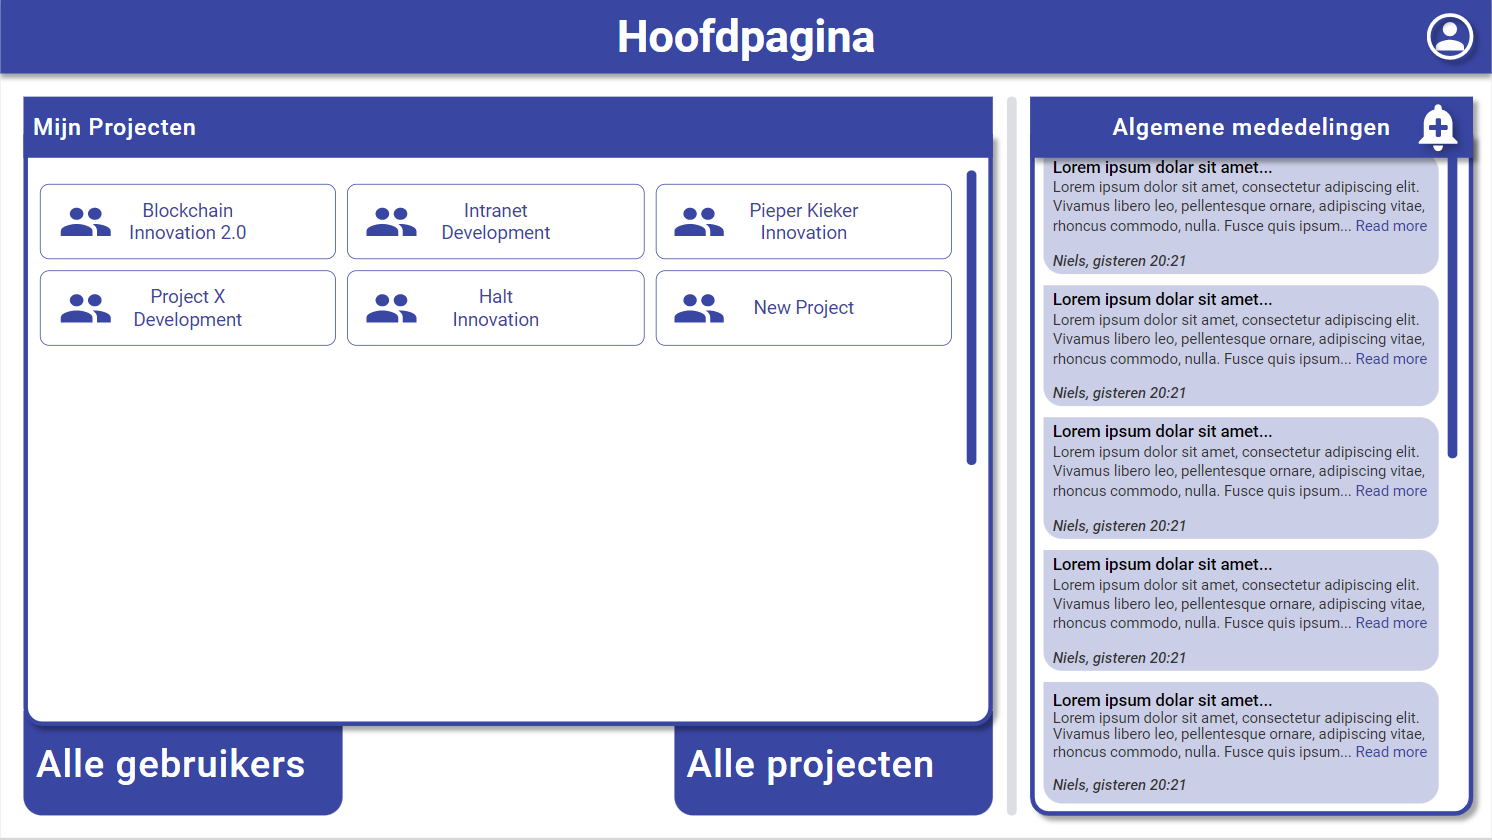 Hoofdpagina
Mijn Projecten
Blockchain
Innovation 2.0
Intranet
Development
Pieper Kieker
Innovation
Project X
Development
Halt
Innovation
New Project
Alle gebruikers
Alle projecten
Algemene mededelingen
Lorem ipsum dolar sit amet...
Lorem ipsum dolor sit amet, consectetur adipiscing elit.
Vivamus libero leo, pellentesque ornare, adipiscing vitae,
rhoncus commodo, nulla. Fusce quis ipsum... Read more
Niels, gisteren 20:21
Lorem ipsum dolar sit amet...
Lorem ipsum dolor sit amet, consectetur adipiscing elit.
Vivamus libero leo, pellentesque ornare, adipiscing vitae,
rhoncus commodo, nulla. Fusce quis ipsum... Read more
Niels, gisteren 20:21
Lorem ipsum dolar sit amet...
Lorem ipsum dolor sit amet, consectetur adipiscing elit.
Vivamus libero leo, pellentesque ornare, adipiscing vitae,
rhoncus commodo, nulla. Fusce quis ipsum... Read more
Niels, gisteren 20:21
Lorem ipsum dolar sit amet...
Lorem ipsum dolor sit amet, consectetur adipiscing elit.
Vivamus libero leo, pellentesque ornare, adipiscing vitae,
rhoncus commodo, nulla. Fusce quis ipsum... Read more
Niels, gisteren 20:21
Lorem ipsum dolar sit amet...
Lorem ipsum dolor sit amet, consectetur adipiscing elit.
Vivamus libero leo, pellentesque ornare, adipiscing vitae,
rhoncus commodo, nulla. Fusce quis ipsum... Read more
Niels, gisteren 20:21